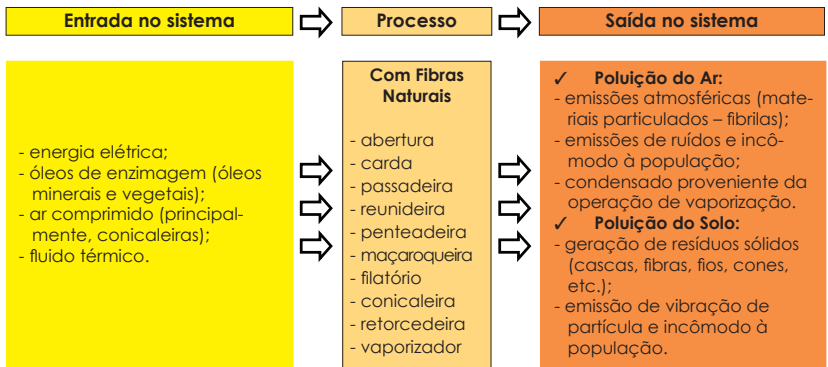 Entrada no sistema
Processo
Saída no sistema
- energia elétrica;
- óleos de enzimagem (óleos
minerais e vegetais);
- ar comprimido (principal-
mente, conicaleiras);
- fluido térmico.
Com Fibras
Naturais
- abertura
- carda
- passadeira
- reunideira
- penteadeira
- maçaroqueira
- filatório
- conicaleira
- retorcedeira
- vaporizador
✓ Poluição do Ar:
- emissões atmosféricas (mate-
riais particulados – fibrilas);
- emissões de ruídos e incô-
modo à população;
- condensado proveniente da
operação de vaporização.
✓ Poluição do Solo:
- geração de resíduos sólidos
(cascas, fibras, fios, cones,
etc.);
- emissão de vibração de
partícula e incômodo à
população.